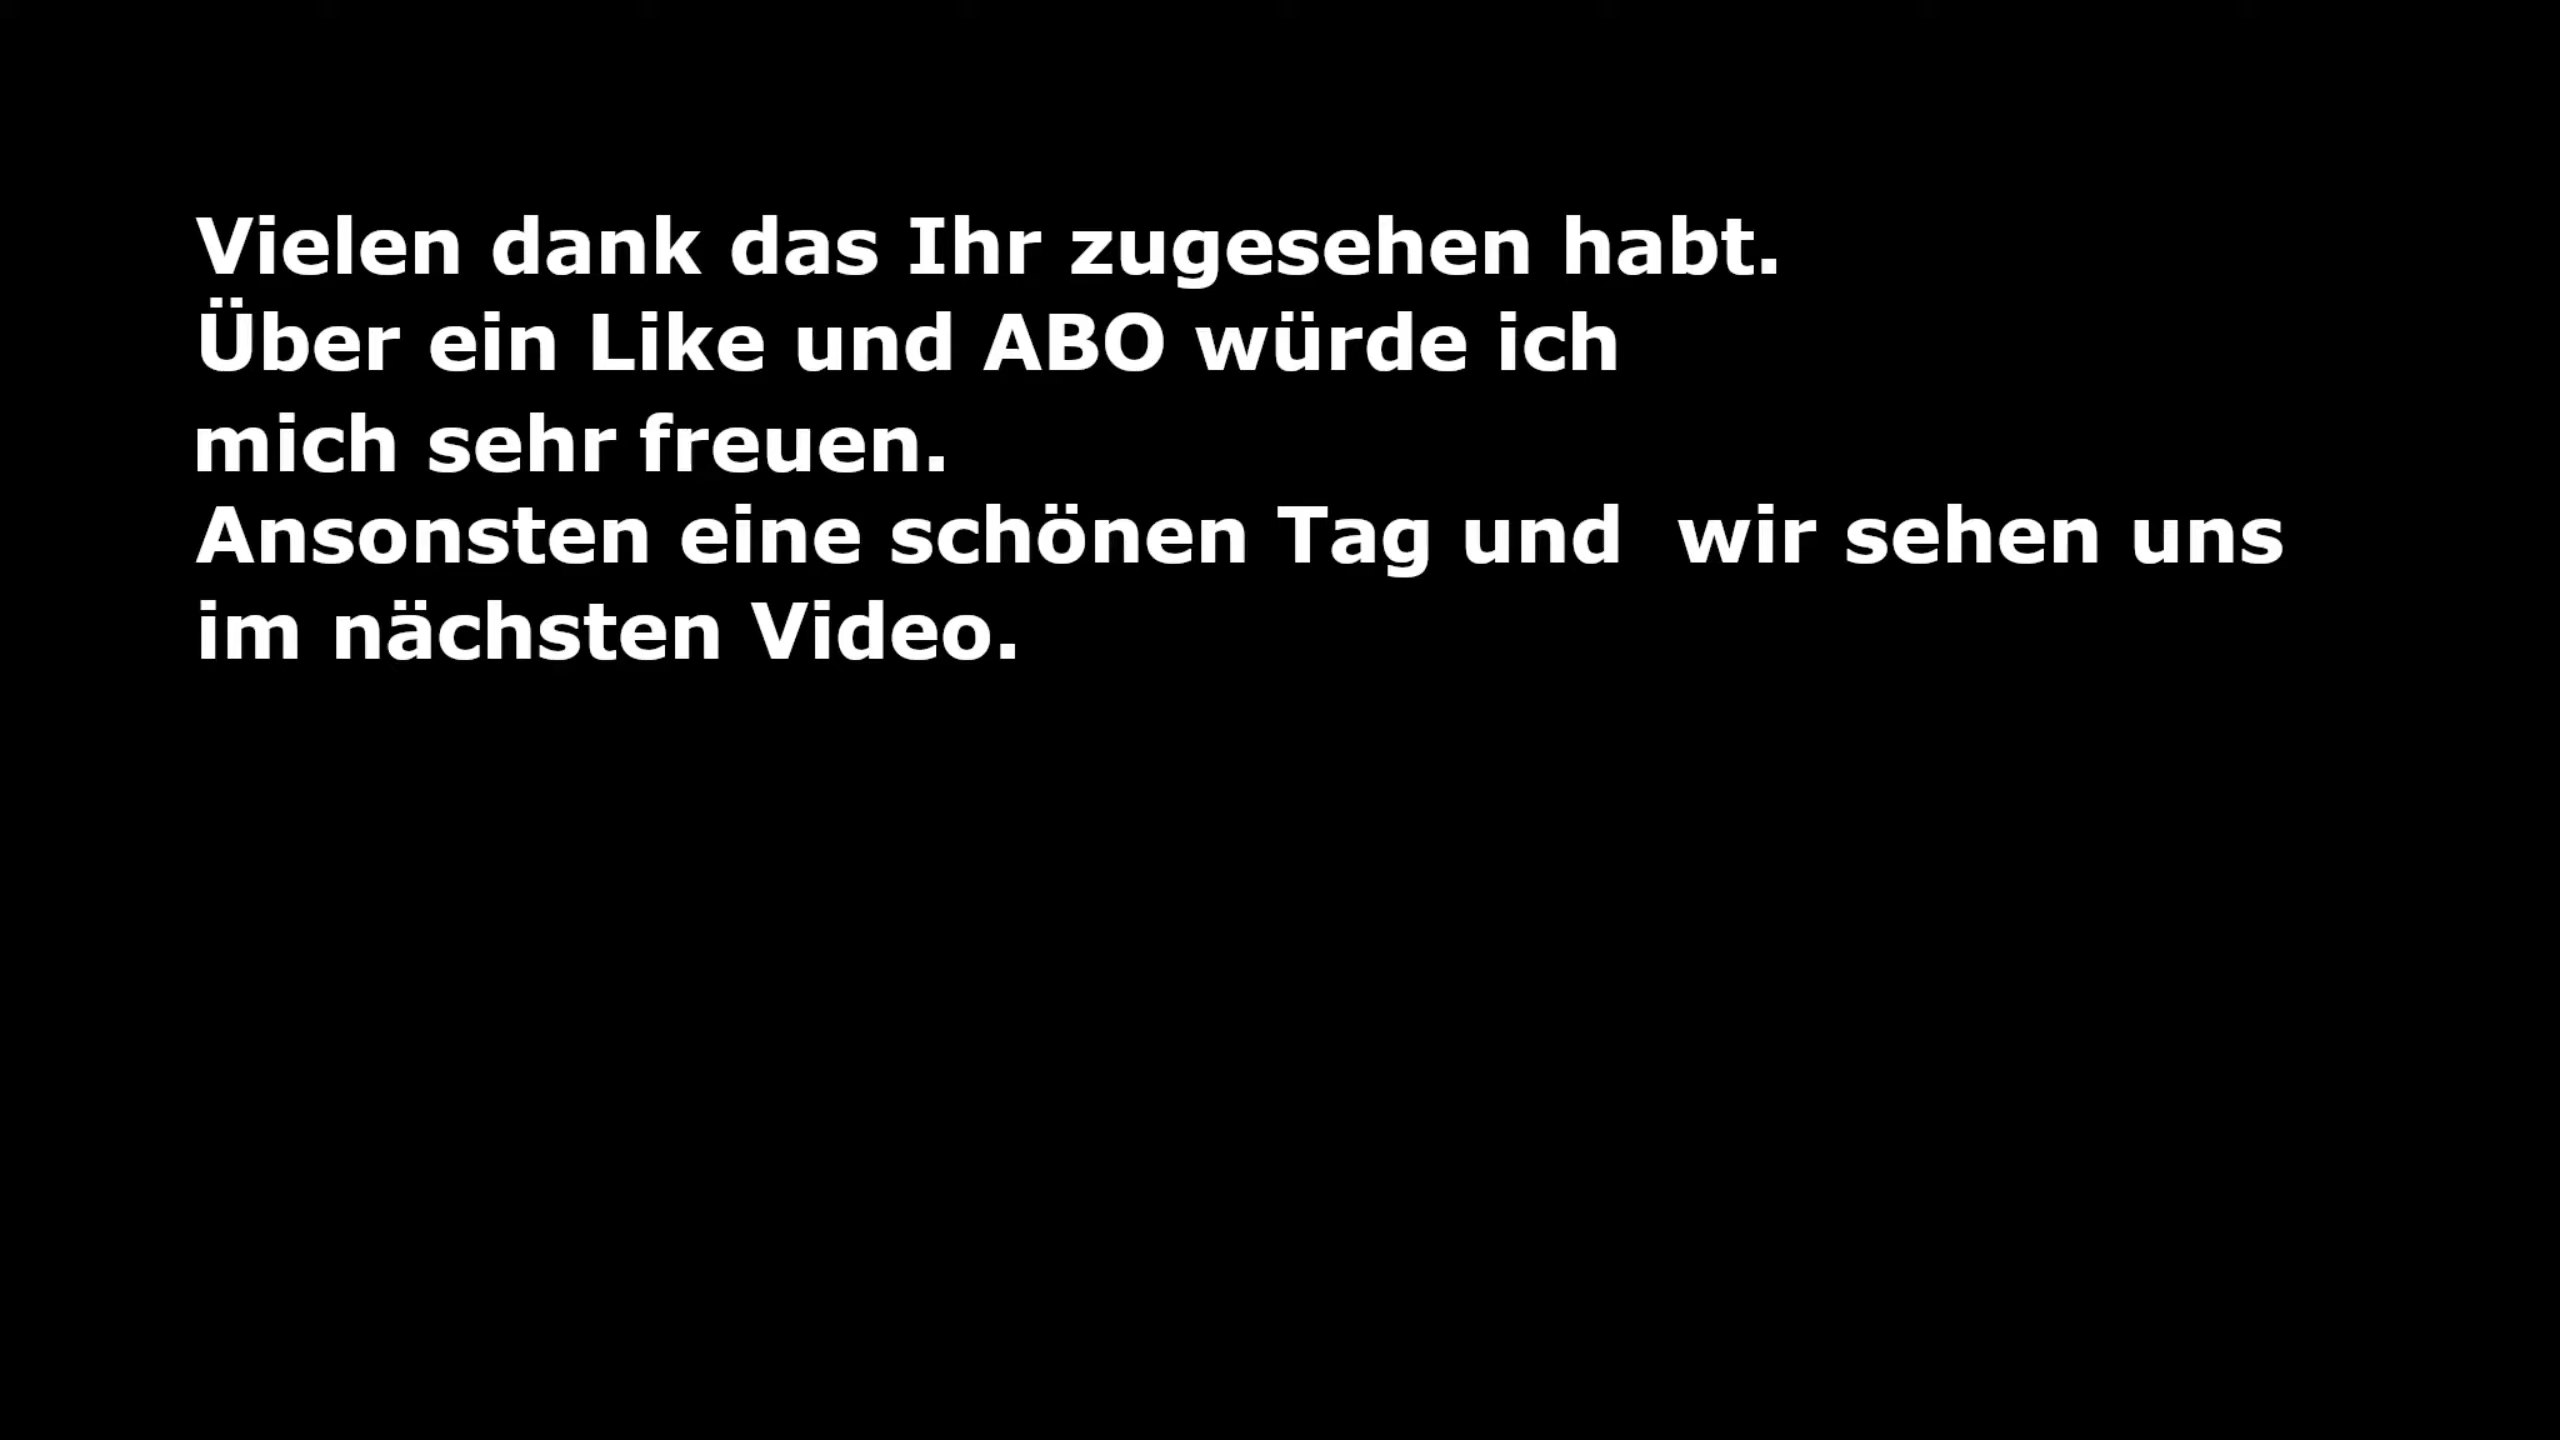 Vielen dank das Ihr zugesehen habt.
Über ein Like und ABO würde ich
mich sehr freuen.
Ansonsten eine schönen Tag und  wir sehen uns
im nächsten Video.